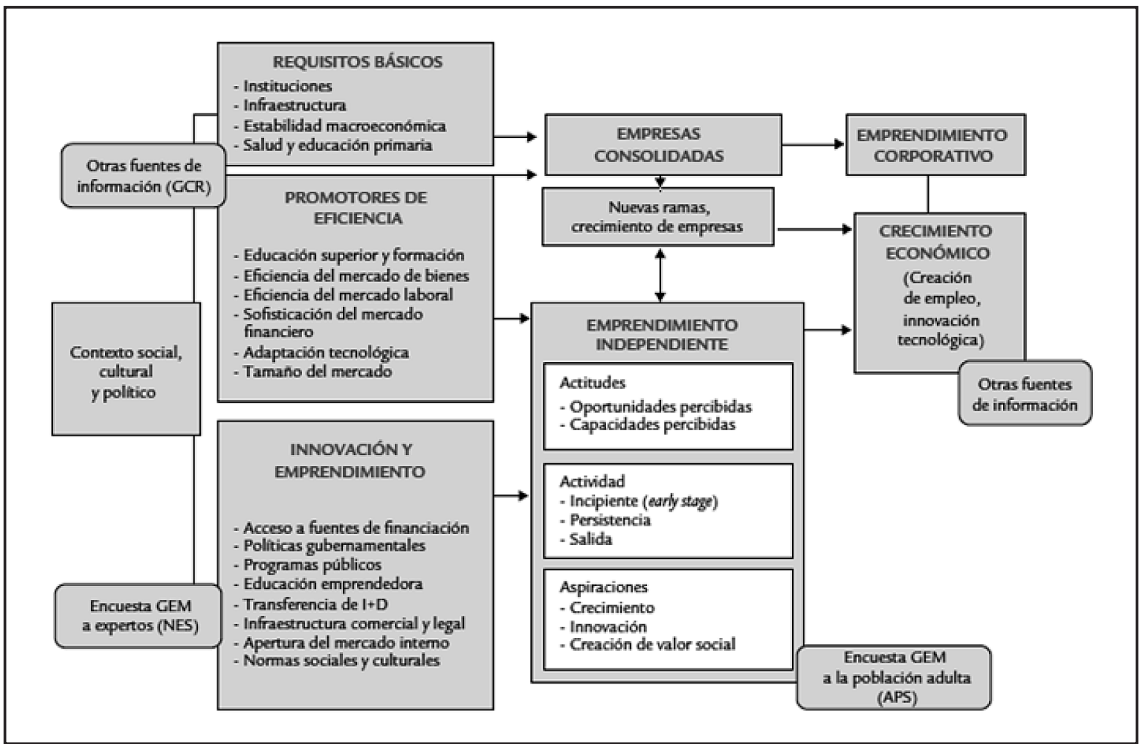 REQUISITOS BÁSICOS
- Instituciones
- Infraestructura
- Estabilidad macroeconómica
- Salud y educación primaria
Otras fuentes de
información (GCR)
PROMOTORES DE
EFICIENCIA
- Educación superior y formación
- Eficiencia del mercado de bienes
- Eficiencia del mercado laboral
- Sofisticación del mercado
financiero
- Adaptación tecnológica
- Tamaño del mercado
Contexto social,
cultural
y político
INNOVACIÓN Y
EMPRENDIMIENTO
- Acceso a fuentes de financiación
- Políticas gubernamentales
- Programas públicos
- Educación emprendedora
- Transferencia de I+D
- Infraestructura comercial y legal
- Apertura del mercado interno
- Normas sociales y culturales
Encuesta GEM
a expertos (NES)
EMPRESAS
CONSOLIDADAS
Nuevas ramas,
crecimiento de empresas
EMPRENDIMIENTO
INDEPENDIENTE
Actitudes
- Oportunidades percibidas
- Capacidades percibidas
Actividad
- Incipiente (early stage)
- Persistencia
- Salida
Aspiraciones
- Crecimiento
- Innovación
- Creación de valor social
Encuesta GEM
a la población adulta
(APS)
EMPRENDIMIENTO
CORPORATIVO
CRECIMIENTO
ECONÓMICO
(Creación
de empleo,
innovación
tecnológica)
Otras fuentes
de información